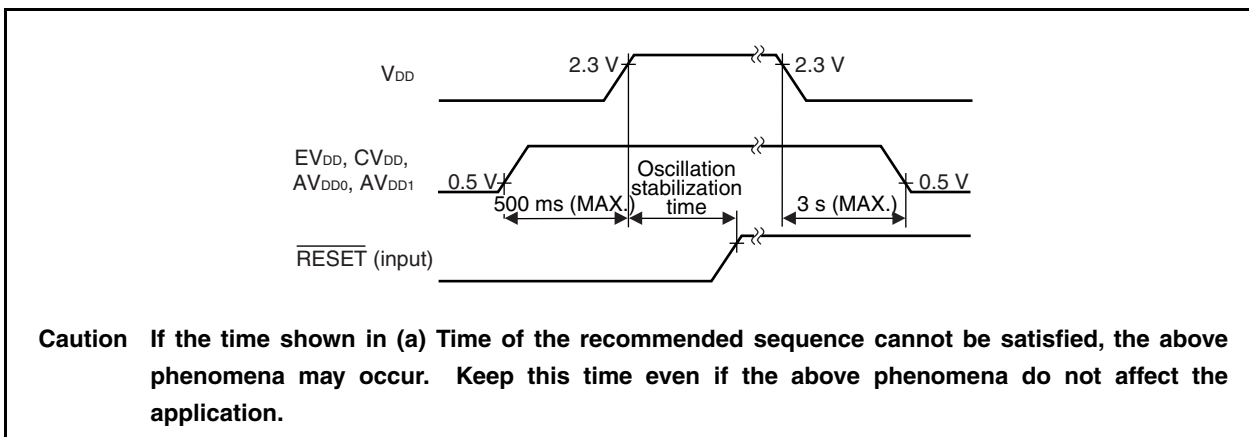 VDD
2.3 V
2.3 V
EVDD, CVDD,
AVDD0, AVDD1
0.5 V
Oscillation
stabilization
time
0.5 V
500 ms (MAX.)
3 s (MAX.)
RESET (input)
Caution If the time shown in (a) Time of the recommended sequence cannot be satisfied, the above
phenomena may occur. Keep this time even if the above phenomena do not affect the
application.